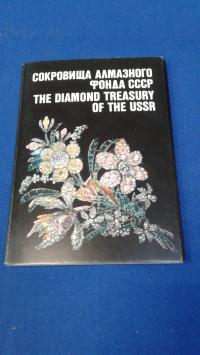 СОКРОВИЩА АЛМАЗНОГО
ФОНДА СССР
THE DIAMOND TREASURY
OF THE USSR